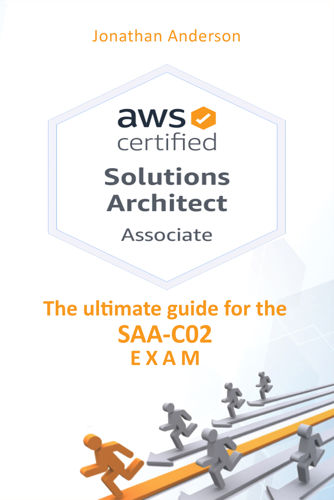 Jonathan Anderson
aws
certified
Solutions
Architect
Associate
The ultimate guide for the
SAA-C02
EXAM